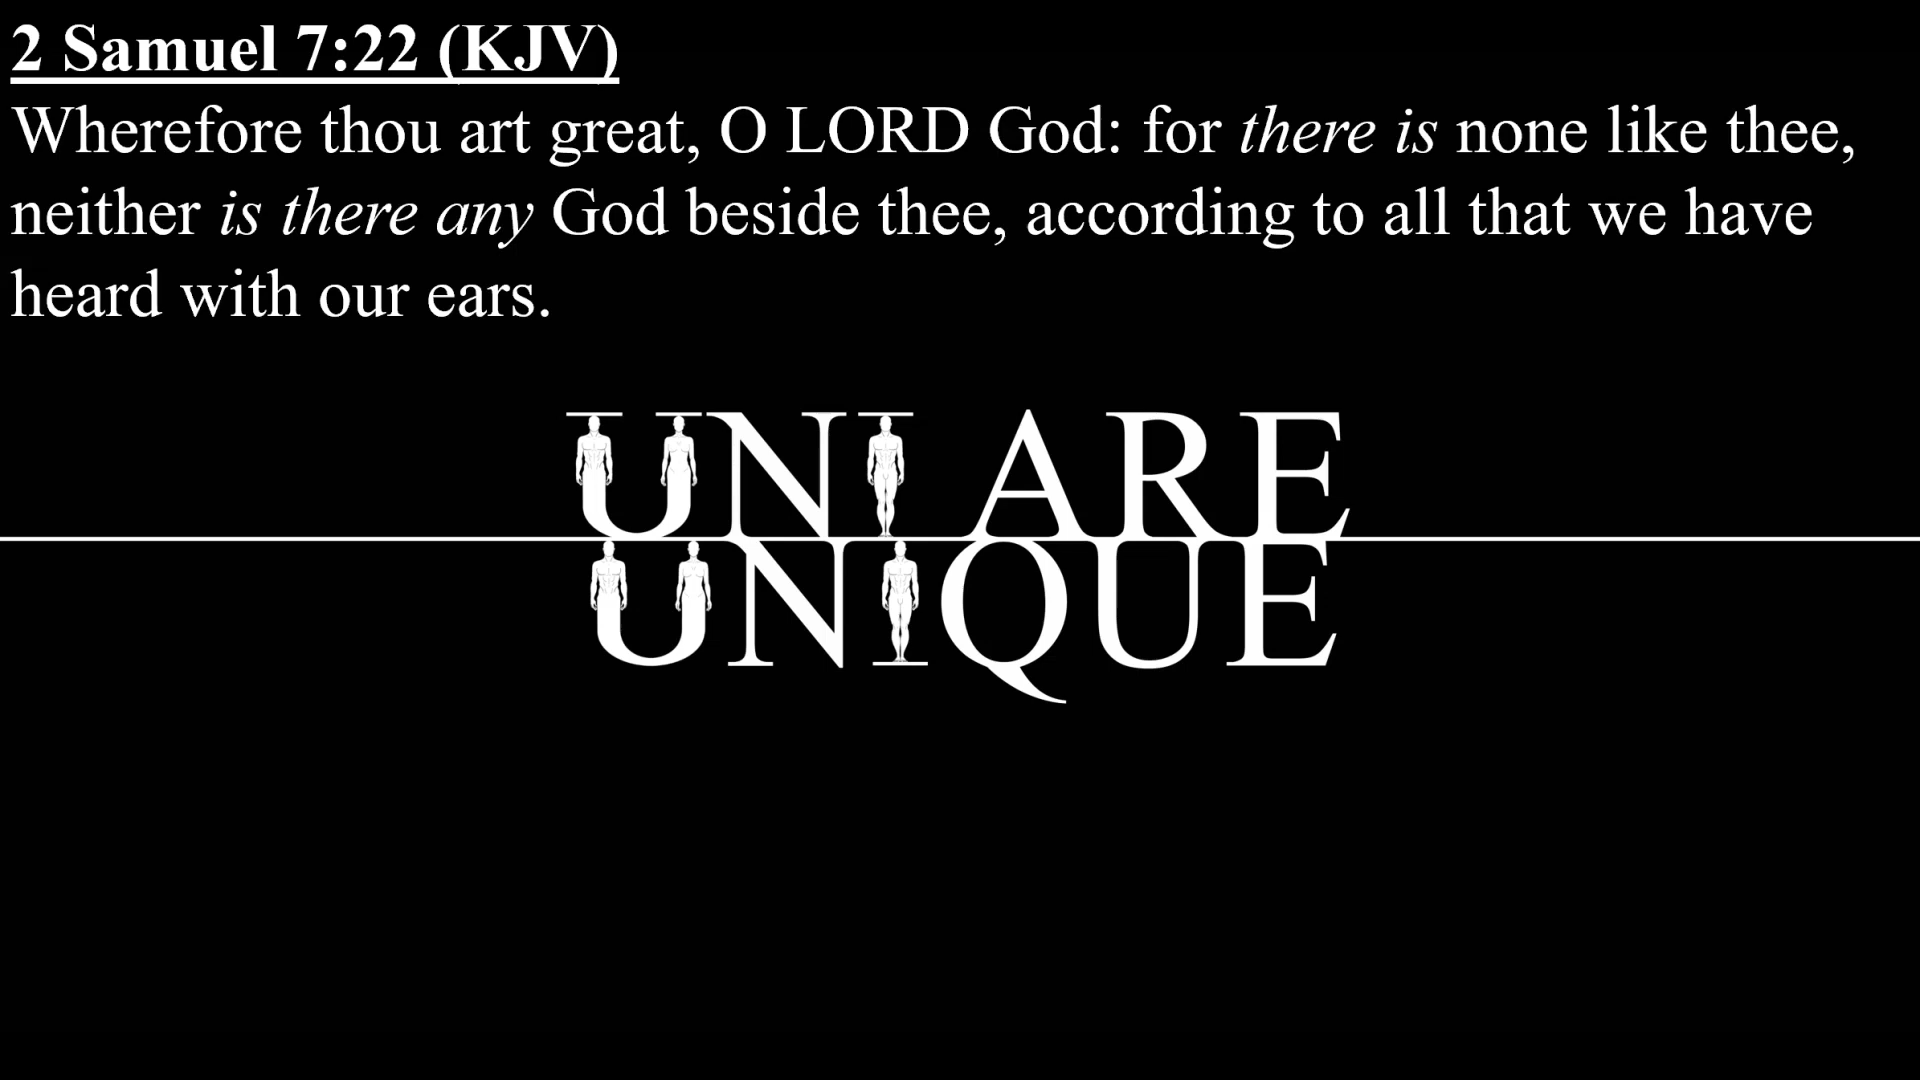 2 Samuel 7:22 (KJV)
Wherefore thou art great, O LORD God: for there is none like thee,
neither is there any God beside thee, according to all that we have
heard with our ears.
UNI ARE
UNIQUE